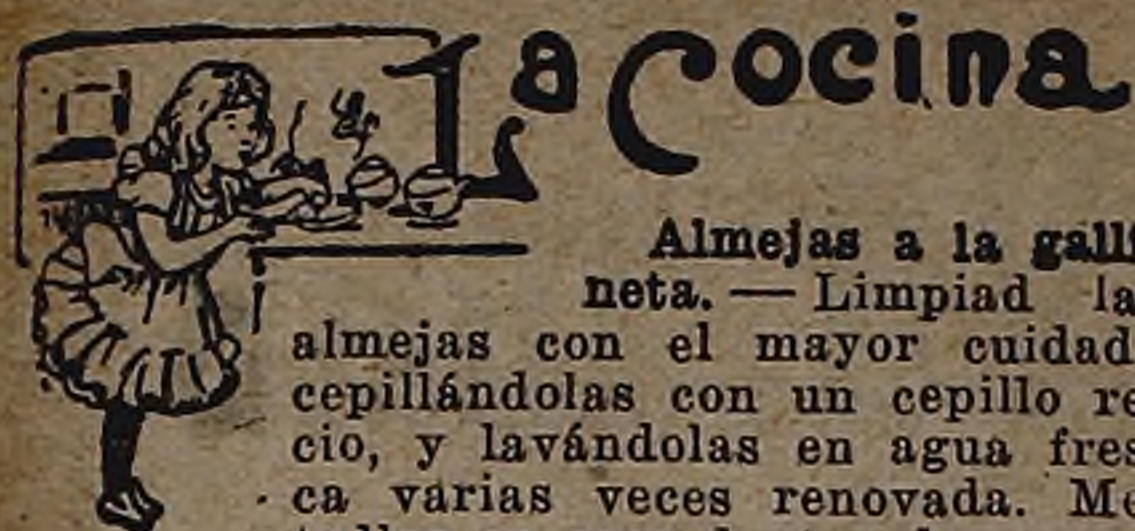 La Cocina
Almejas a la galli
neta. — Limpiad la
almejas con el mayor cuidad
cepillándolas con un cepillo re
cio, y lavándolas en agua fres
ca varias veces renovada. Me